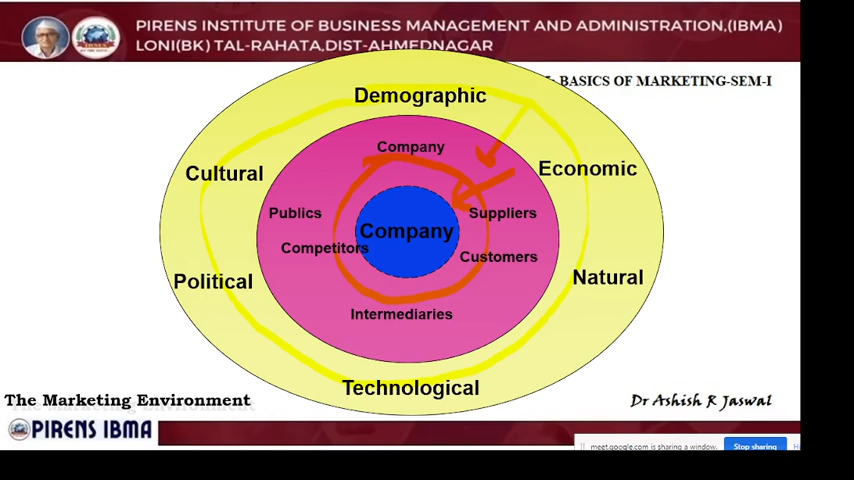 PIRENS INSTITUTE OF BUSINESS MANAGEMENT AND ADMINISTRATION,(IBMA)
LONI(BK) TAL-RAHATA,DIST-AHMEDNAGAR
: BASICS OF MARKETING-SEM-I
Demographic
Company
Cultural
Economic
Publics
Suppliers
Company
Competitors
Customers
Political
Natural
Intermediaries
Technological
The Marketing Environment
Dr Ashish R Jaswal
PIRENS IBMA
meet.google.com is sharing a window.
Stop sharing